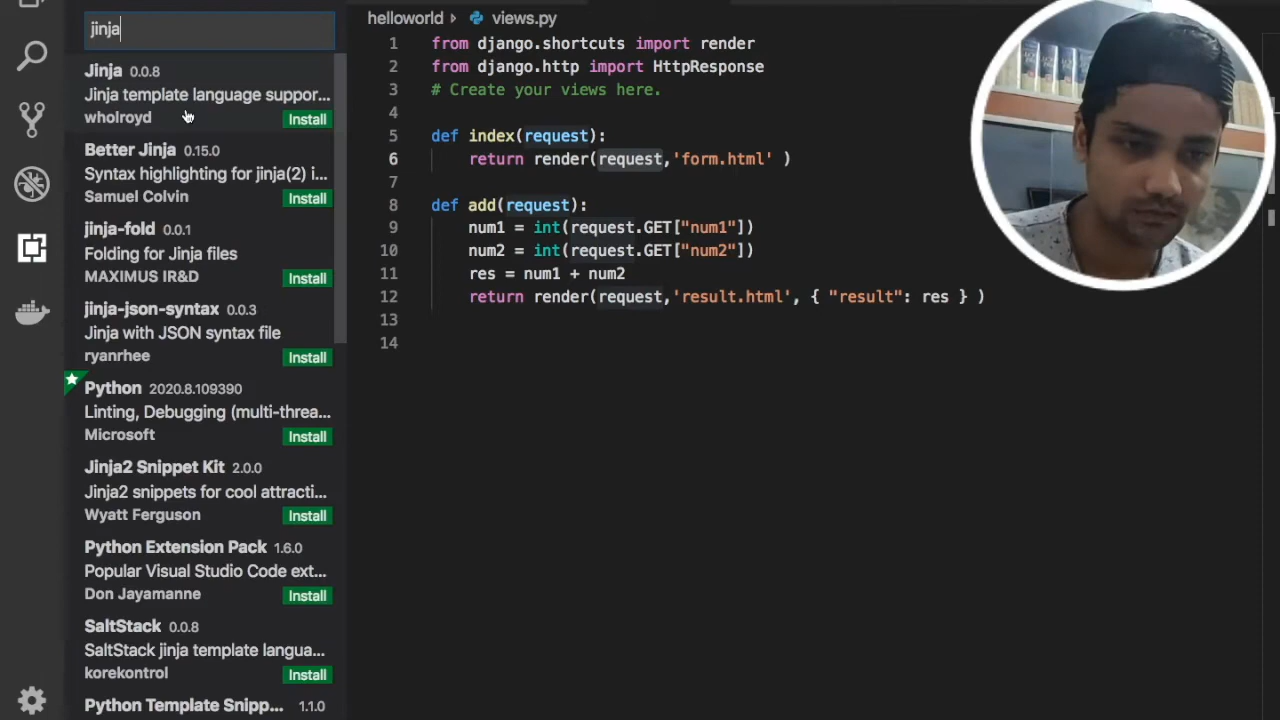 jinja
Jinja 0.0.8
Jinja template language suppor...
wholroyd
Install
Better Jinja 0.15.0
Syntax highlighting for jinja(2) i...
Samuel Colvin
Install
jinja-fold 0.0.1
Folding for Jinja files
MAXIMUS IR&D
Install
jinja-json-syntax 0.0.3
Jinja with JSON syntax file
ryanrhee
Install
Python 2020.8.109390
Linting, Debugging (multi-threa...
Microsoft
Install
Jinja2 Snippet Kit 2.0.0
Jinja2 snippets for cool attracti...
Wyatt Ferguson
Install
Python Extension Pack 1.6.0
Popular Visual Studio Code ext...
Don Jayamanne
Install
SaltStack 0.0.8
SaltStack jinja template langua...
korekontrol
Install
Python Template Snipp... 1.1.0
helloworld views.py
1 from django.shortcuts import render
2 from django.http import HttpResponse
3 # Create your views here.
4
5 def index(request):
6 return render(request,'form.html' )
7
8 def add(request):
9 num1 = int(request.GET["num1"])
10 num2 = int(request.GET["num2"])
11 res = num1 + num2
12 return render(request,'result.html', { "result": res } )
13
14